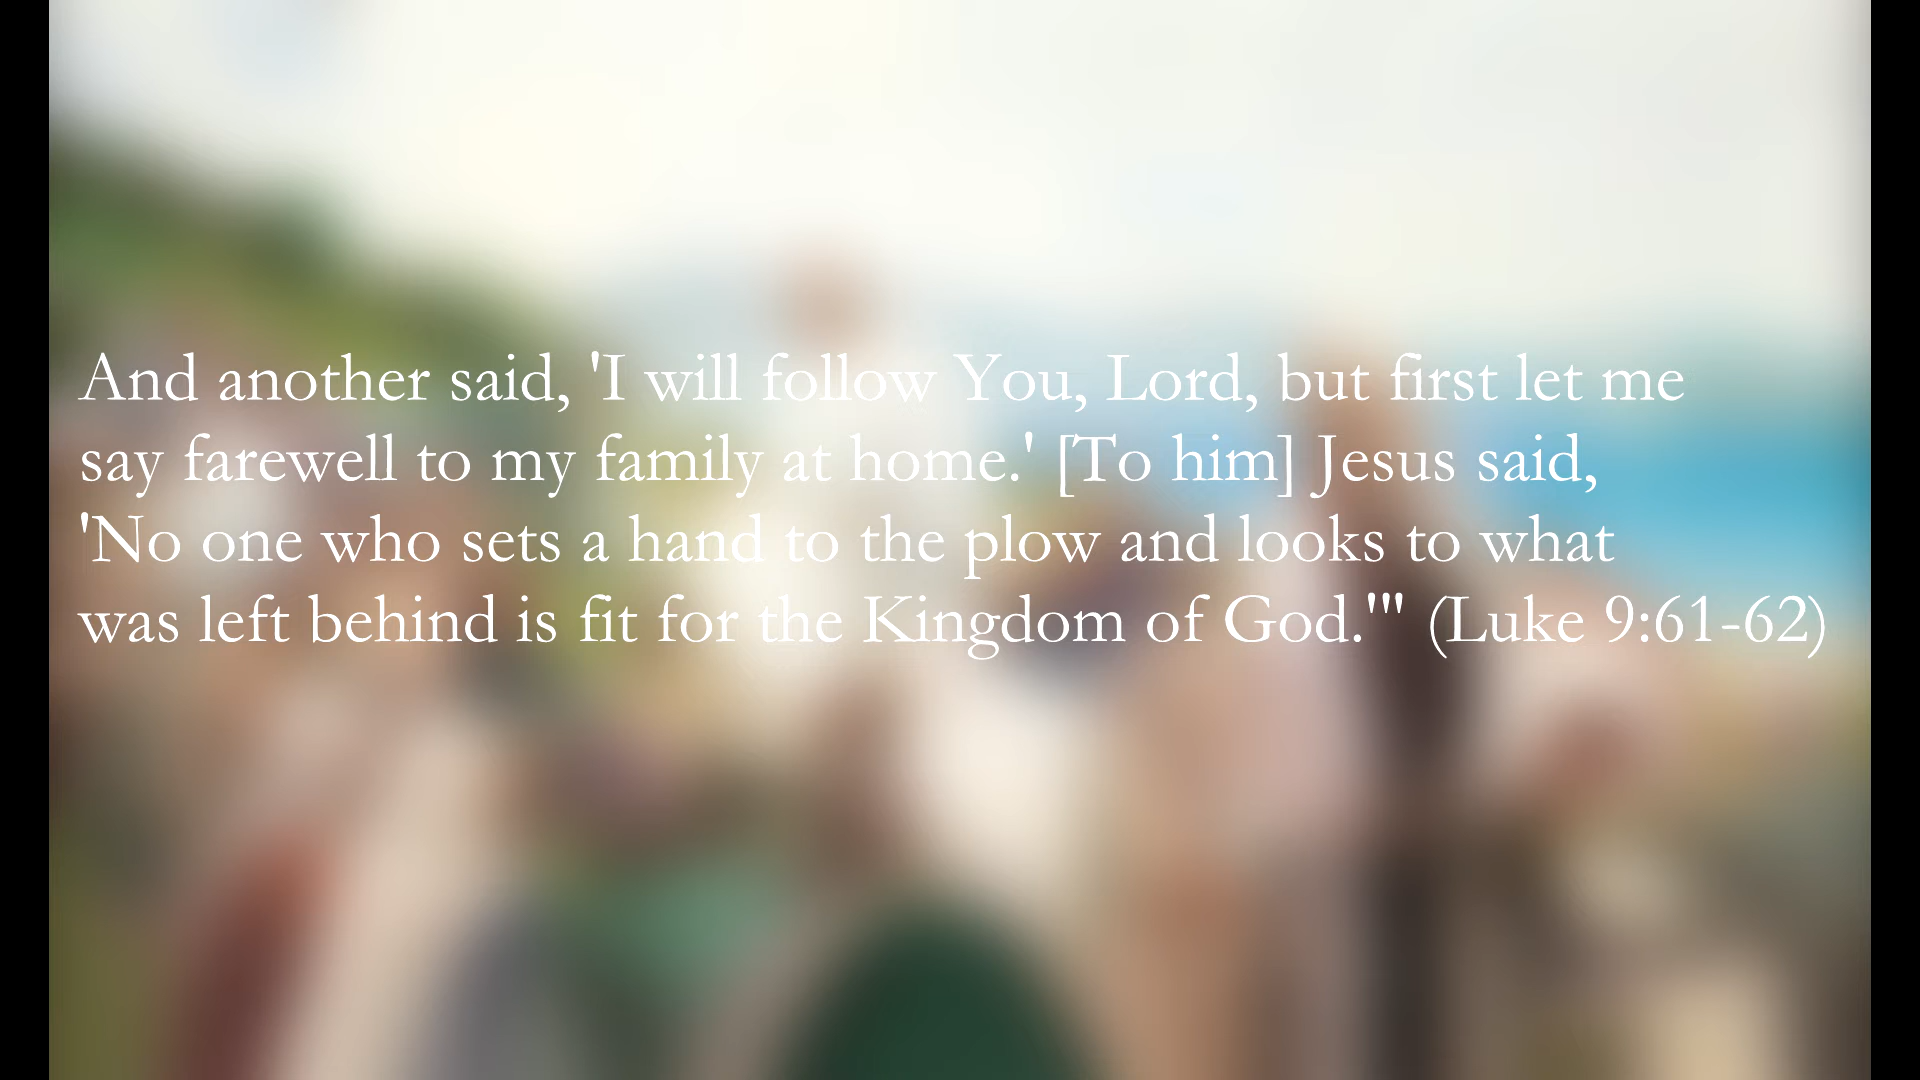 And another said, 'I will follow You, Lord, but first let me
say farewell to my family at home.' [To him] Jesus said,
'No one who sets a hand to the plow and looks to what
was left behind is fit for the Kingdom of God.'" (Luke 9:61-62)